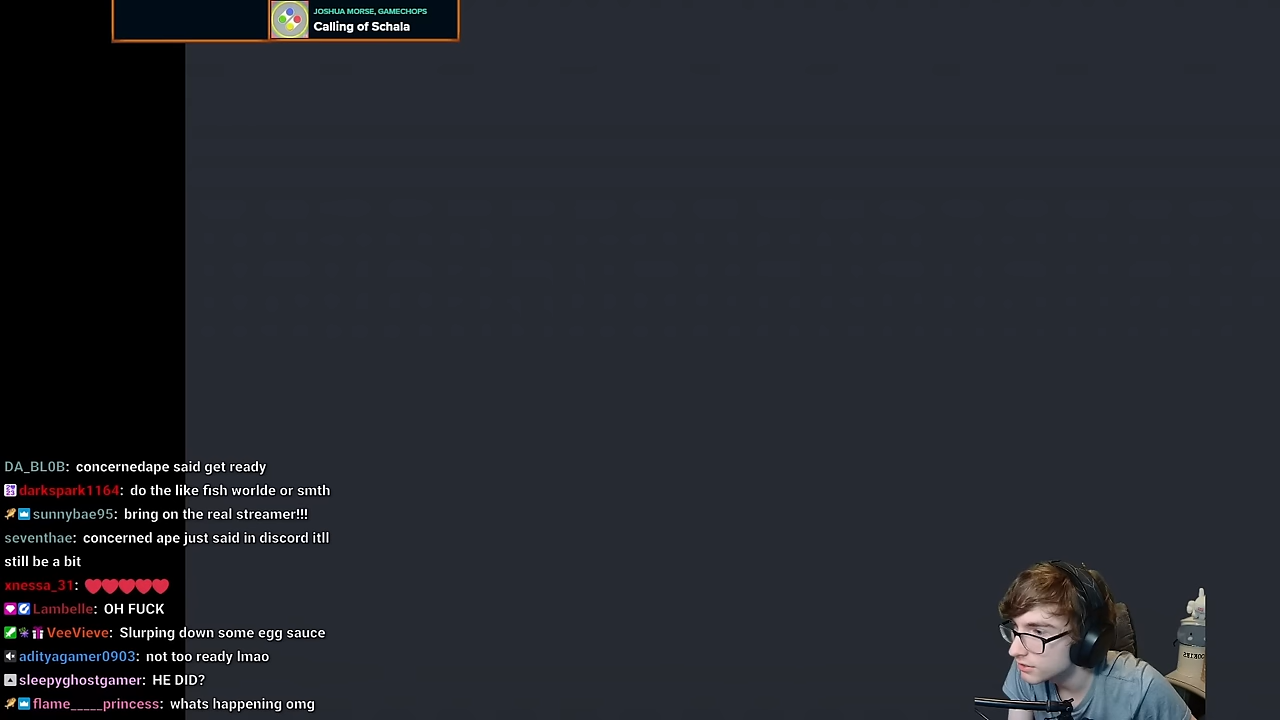 JOSHUA MORSE, GAMECHOPS
Calling of Schala
DA_BL0B: concernedape said get ready
darkspark1164: do the like fish worlde or smth
sunnybae95: bring on the real streamer!!!
seventhae: concerned ape just said in discord itll
still be a bit
xnessa_31: ❤❤❤❤❤
Lambelle: OH FUCK
VeeVieve: Slurping down some egg sauce
adityagamer0903: not too ready lmao
sleepyghostgamer: HE DID?
flame_____princess: whats happening omg